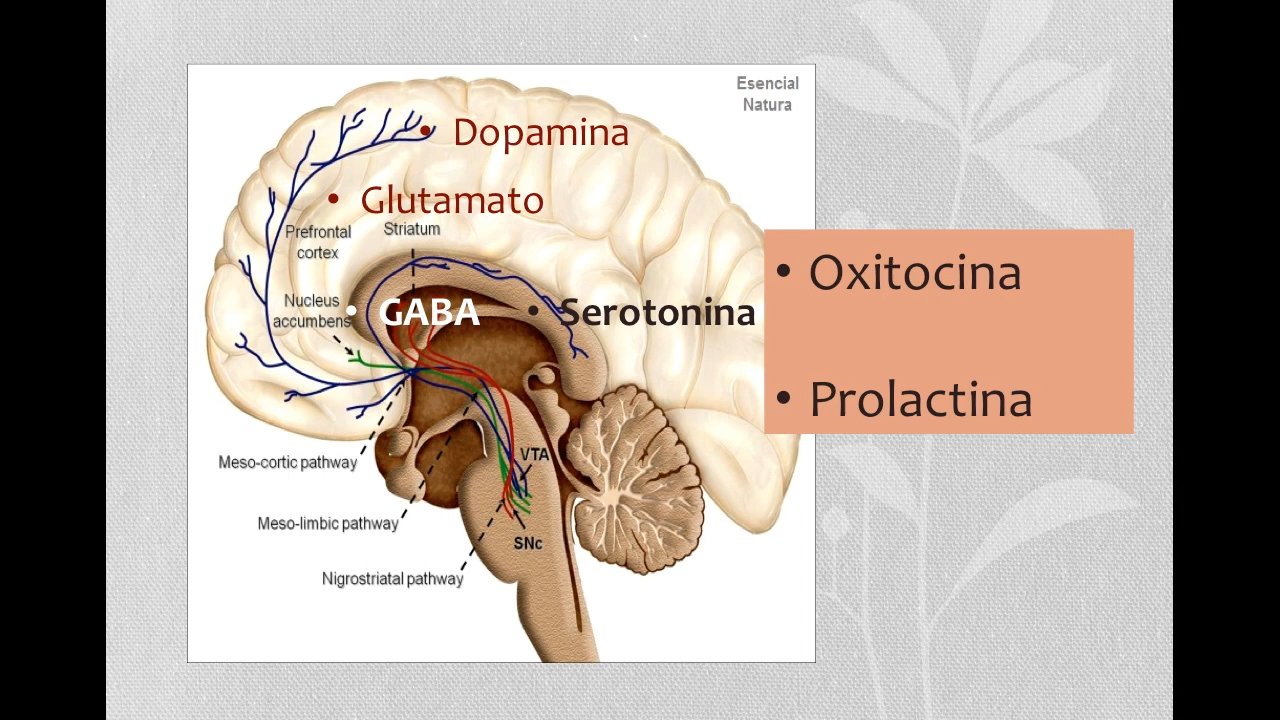 Esencial
Natura
• Dopamina
• Glutamato
Prefrontal
cortex
Striatum
Nucleus
accumbens
• GABA
• Serotonina
• Oxitocina
• Prolactina
Meso-cortic pathway
VTA
Meso-limbic pathway
SNc
Nigrostriatal pathway